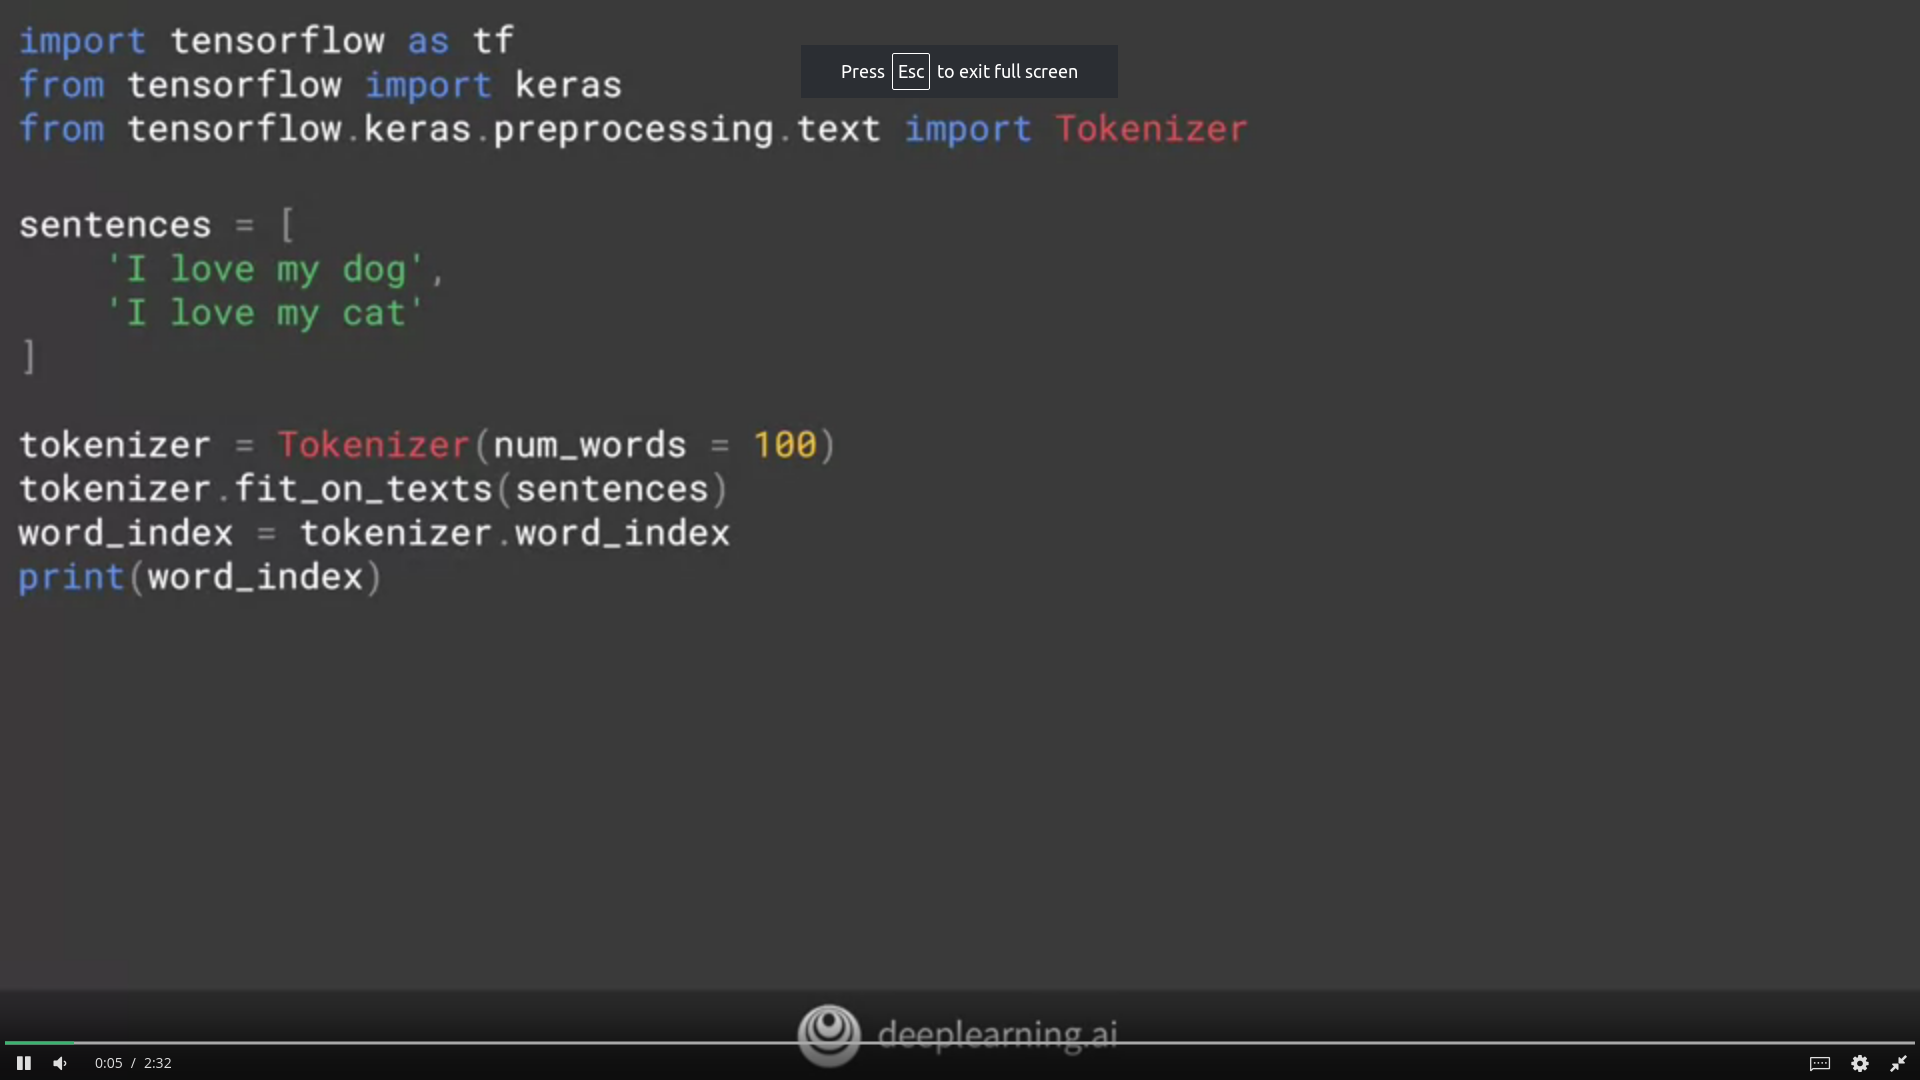 import tensorflow as tf
from tensorflow import keras
from tensorflow.keras.preprocessing.text import Tokenizer
Press Esc to exit full screen
sentences = [
    'I love my dog',
    'I love my cat'
]
tokenizer = Tokenizer(num_words = 100)
tokenizer.fit_on_texts(sentences)
word_index = tokenizer.word_index
print(word_index)
deeplearning.ai
0:05 / 2:32